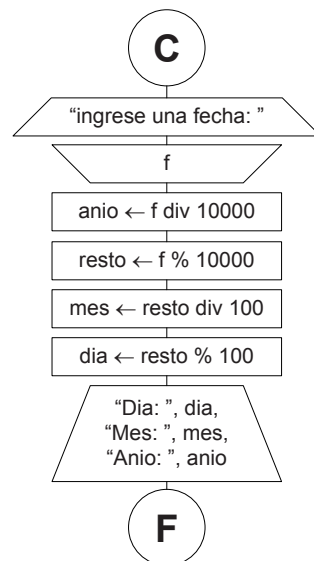 C
“ingrese una fecha: ”
f
anio ← f div 10000
resto ← f % 10000
mes ← resto div 100
dia ← resto % 100
“Dia: ”, dia,
“Mes: ”, mes,
“Anio: ”, anio
F